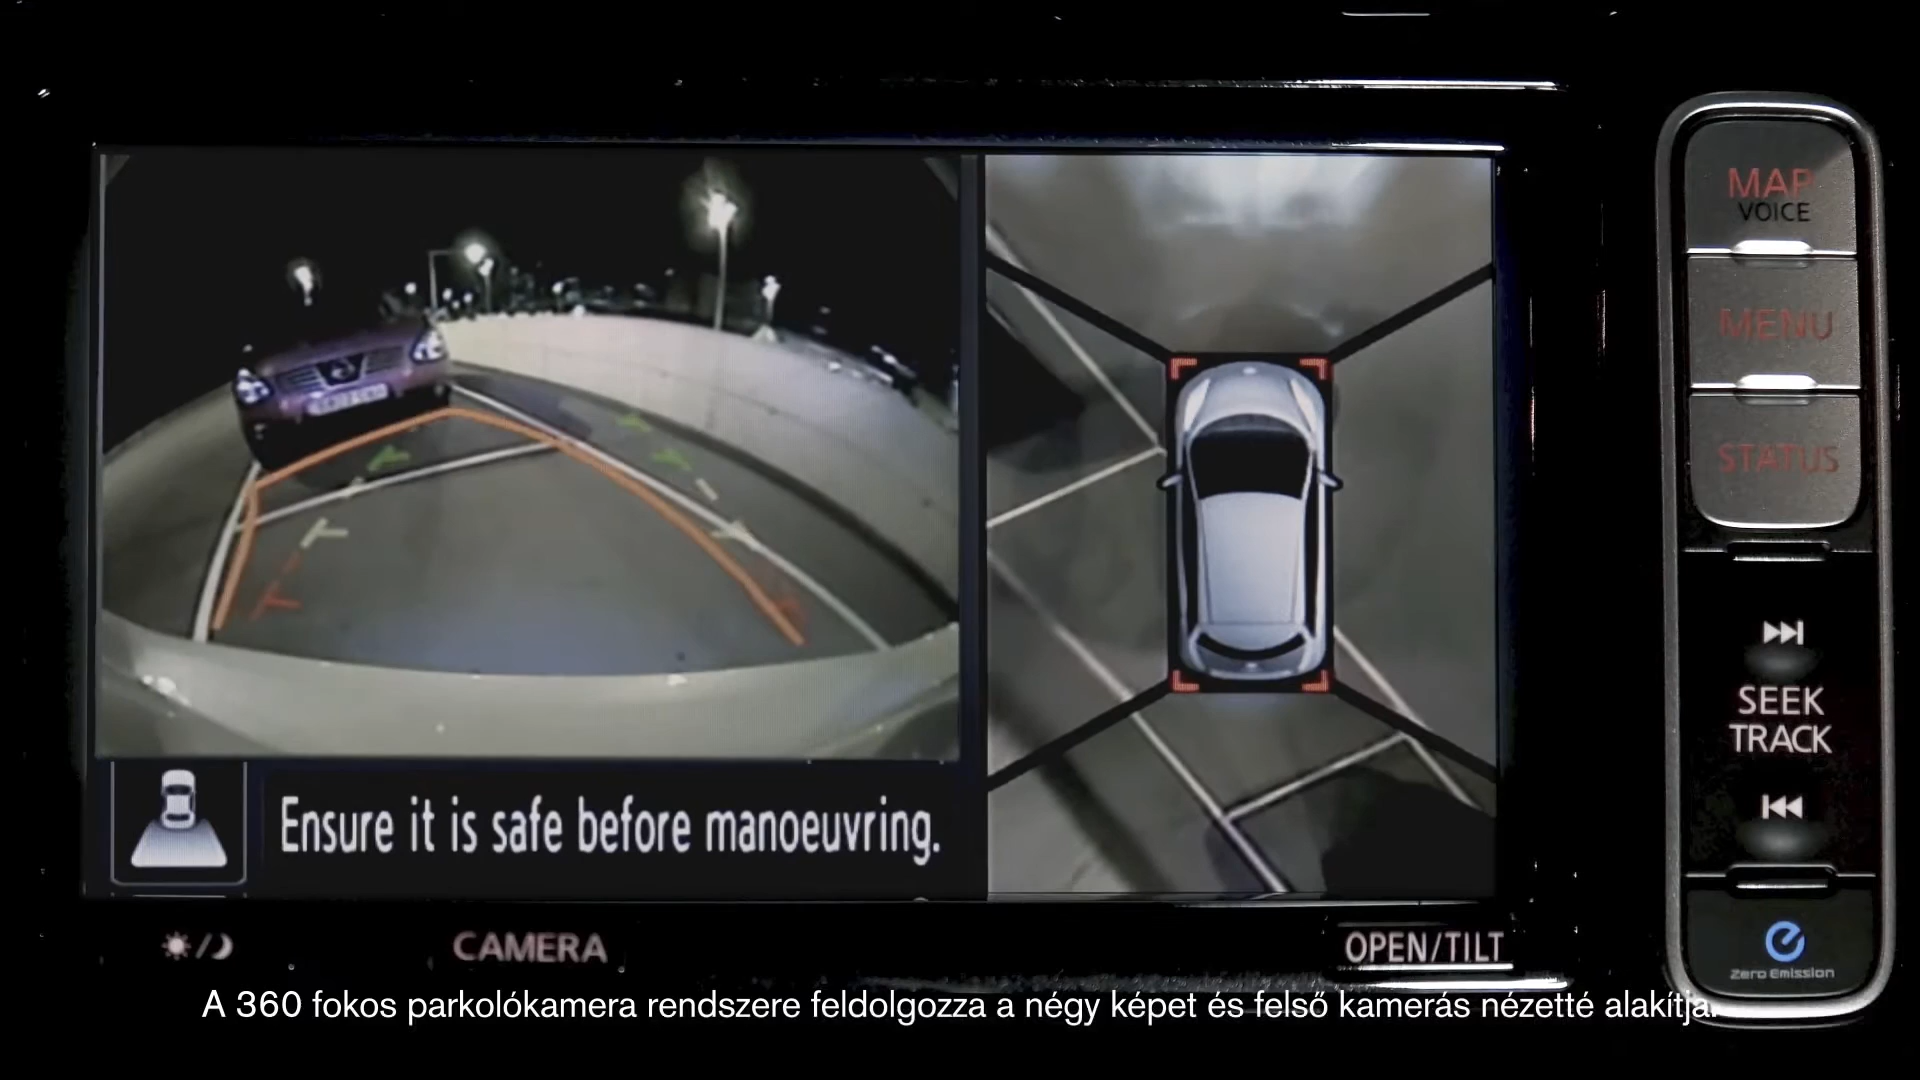 MAP
VOICE
MENU
STATUS
Ensure it is safe before manoeuvring.
SEEK
TRACK
CAMERA
OPEN/TILT
Zero Emission
A 360 fokos parkolókamera rendszere feldolgozza a négy képet és felső kamerás nézetté alakítja.